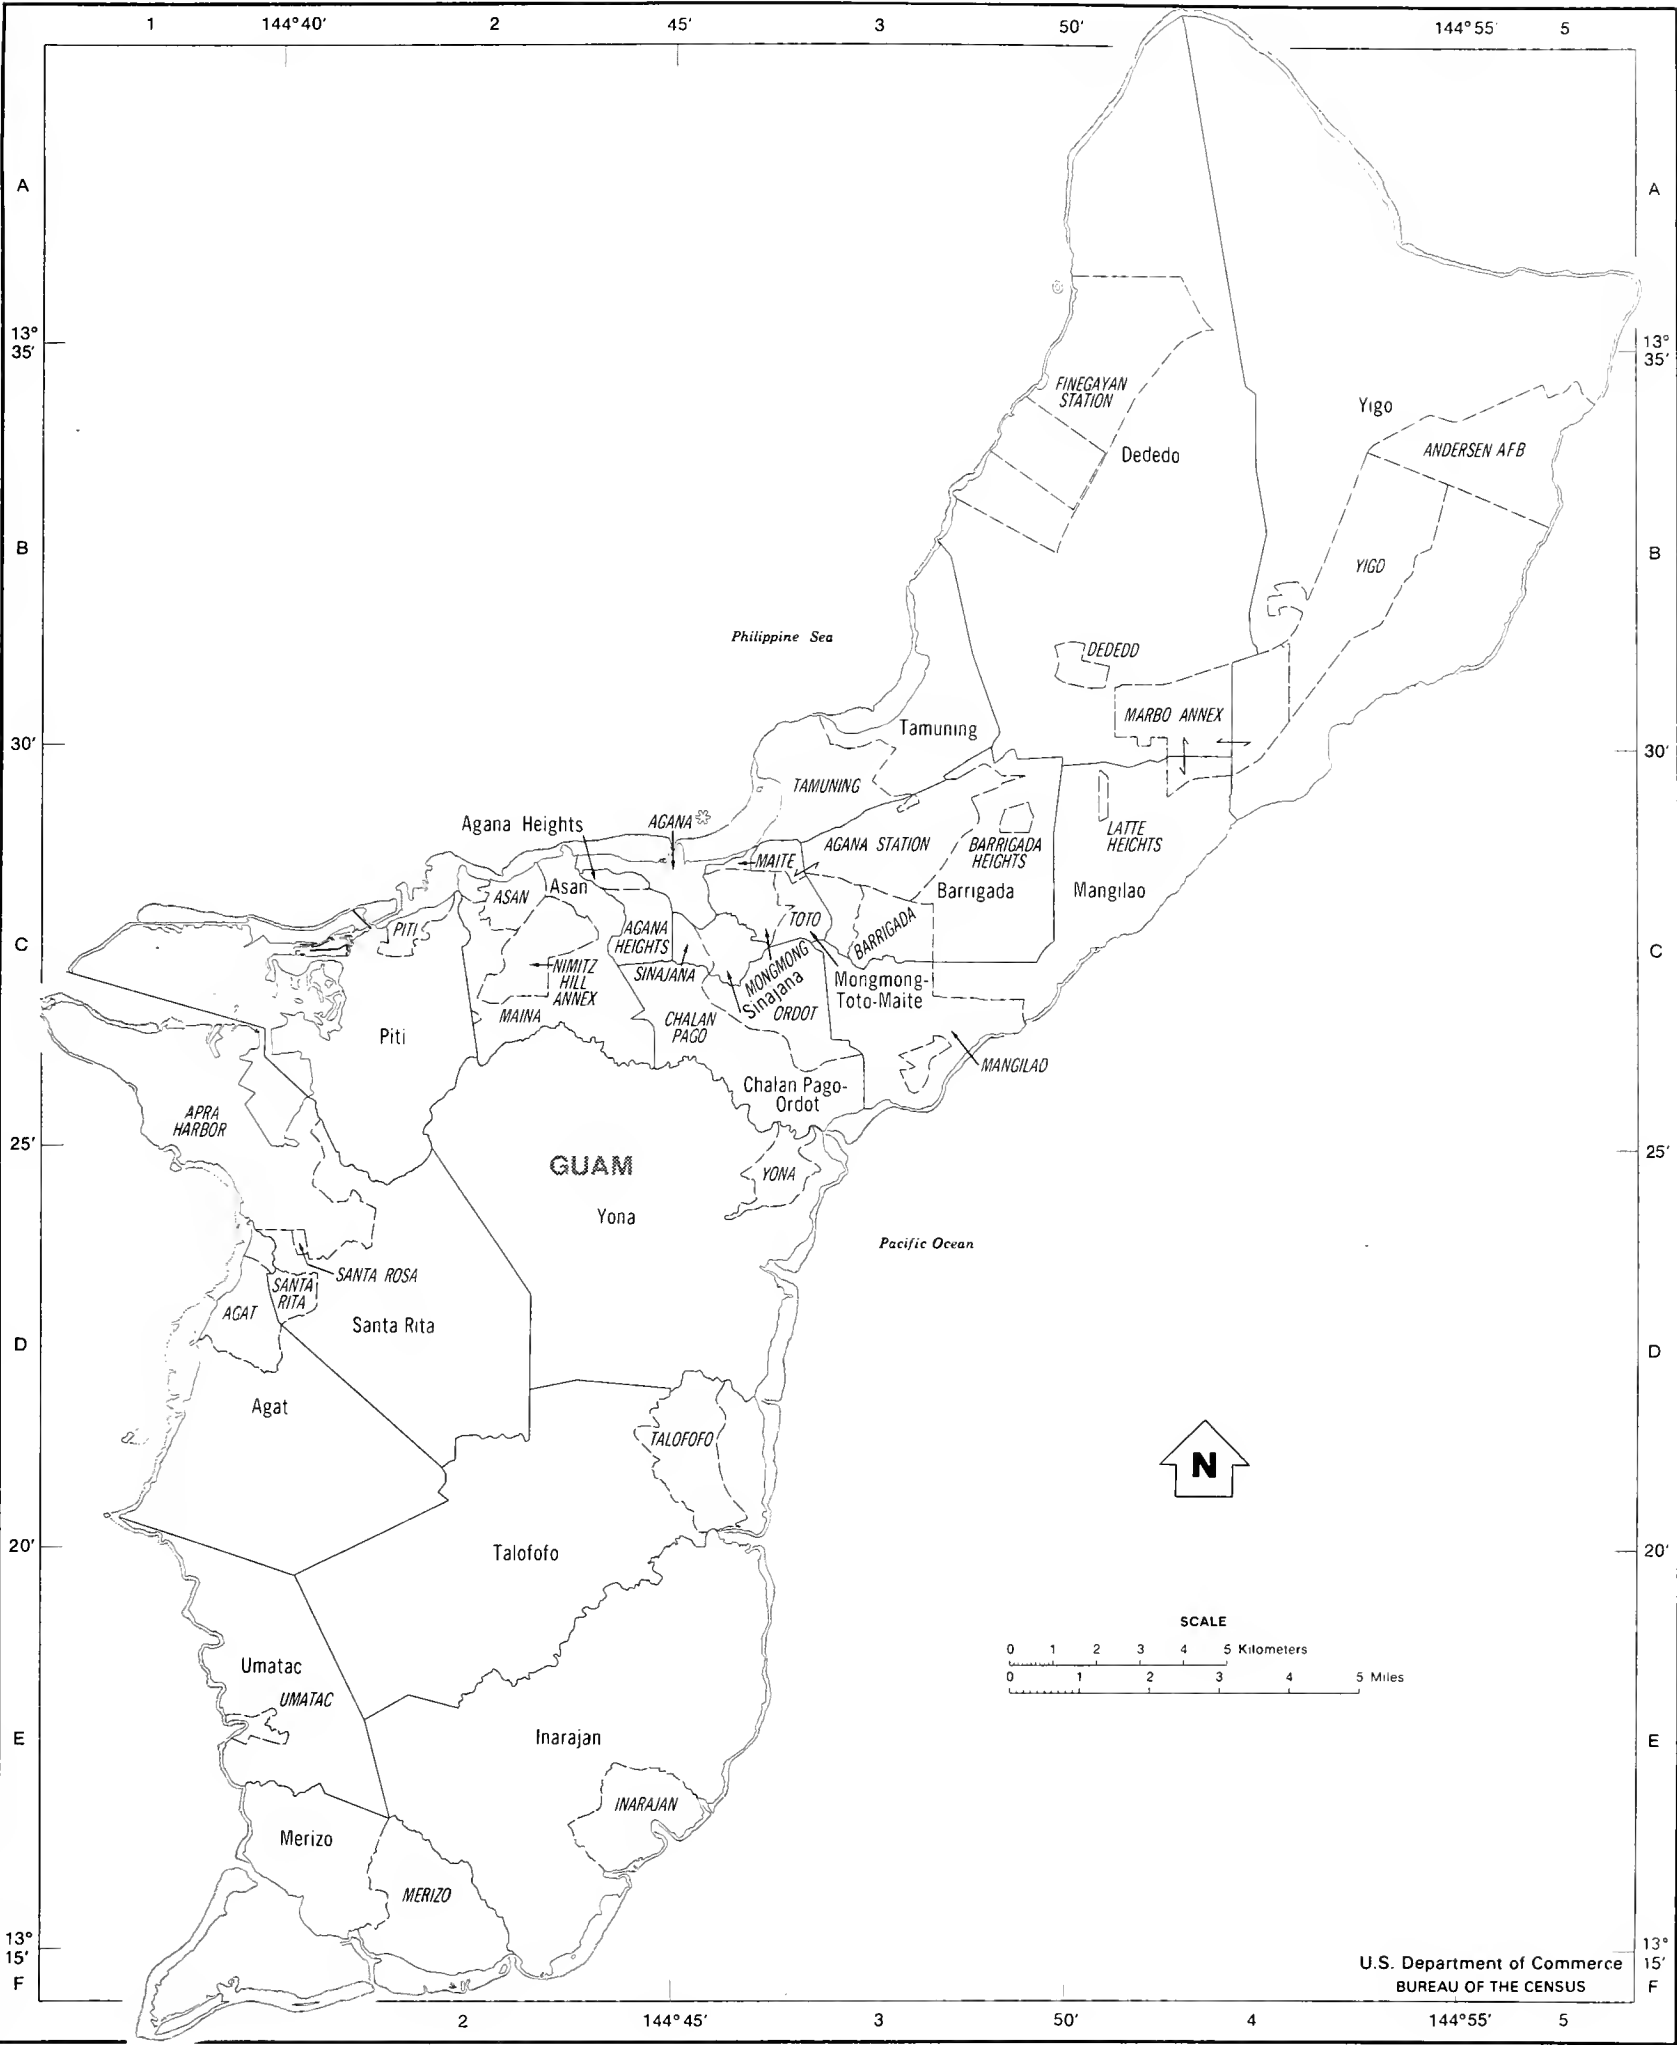 1 144°40′ 2 45′ 3 50′ 144°55′ 5
A A
13° 13°
35′ 35′
FINEGAYAN
STATION
Yigo
Dededo
ANDERSEN AFB
B B
YIGO
Philippine Sea
DEDEDO
MARBO ANNEX
Tamuning
30′ 30′
TAMUNING
Agana Heights
AGANA
LATTE
HEIGHTS
AGANA STATION
BARRIGADA
HEIGHTS
MAITE
Asan
ASAN
Barrigada
Mangilao
PITI
AGANA
HEIGHTS
TOTO
BARRIGADA
C C
NIMITZ
HILL
ANNEX
SINAJANA
MONGMONG
Sinajana
Mongmong-
Toto-Maite
MAINA
CHALAN
PAGO
ORDOT
Piti
MANGILAO
Chalan Pago-
Ordot
APRA
HARBOR
25′ 25′
GUAM
YONA
Yona
Pacific Ocean
SANTA ROSA
SANTA
RITA
AGAT
Santa Rita
D D
Agat
TALOFOFO
N
20′ 20′
Talofofo
SCALE
0 1 2 3 4 5 Kilometers
0 1 2 3 4 5 Miles
Umatac
UMATAC
E E
Inarajan
INARAJAN
Merizo
MERIZO
13° 13°
15′ 15′
U.S. Department of Commerce
BUREAU OF THE CENSUS
F F
2 144°45′ 3 50′ 4 144°55′ 5